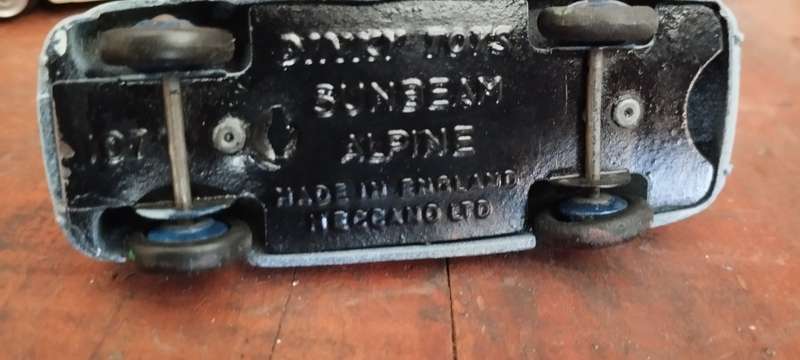 DINKY TOYS
SUNBEAM
107
ALPINE
MADE IN ENGLAND
MECCANO LTD